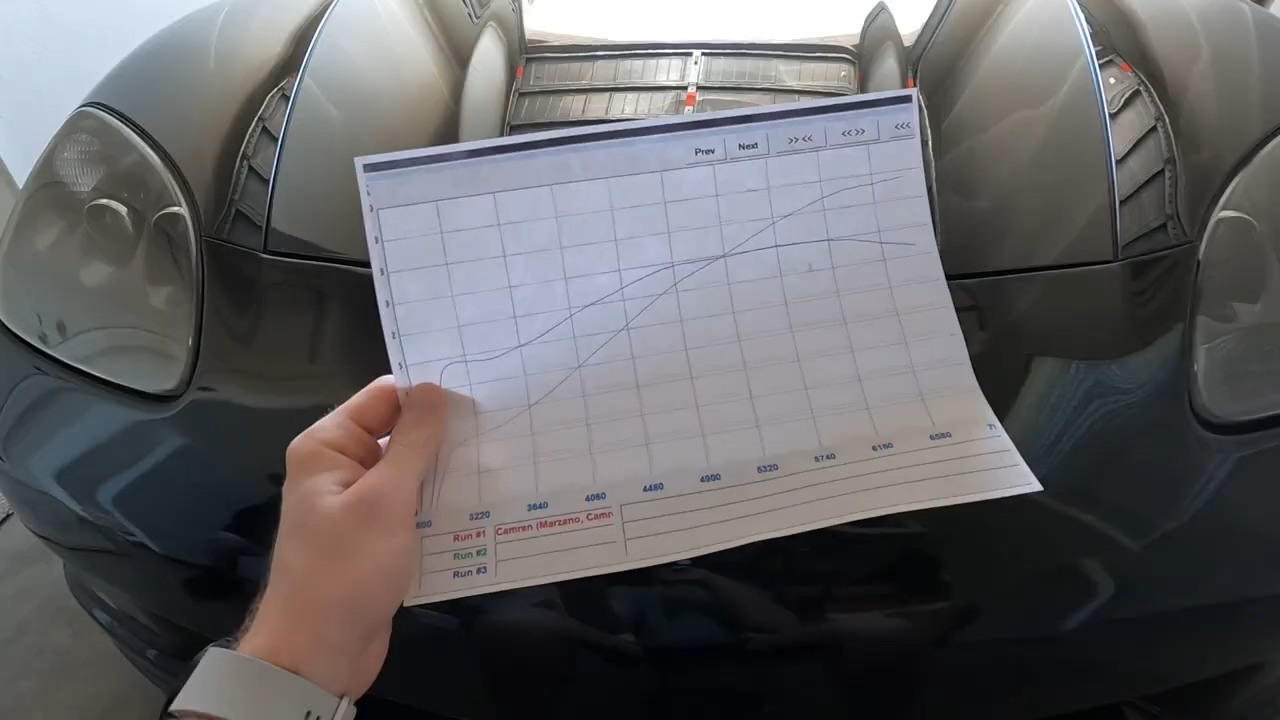 Prev Next >> << << >> <<<
3220 3640 4060 4480 4900 5320 5740 6160 6580
Run #1 Camren (Marzano, Camr
Run #2
Run #3